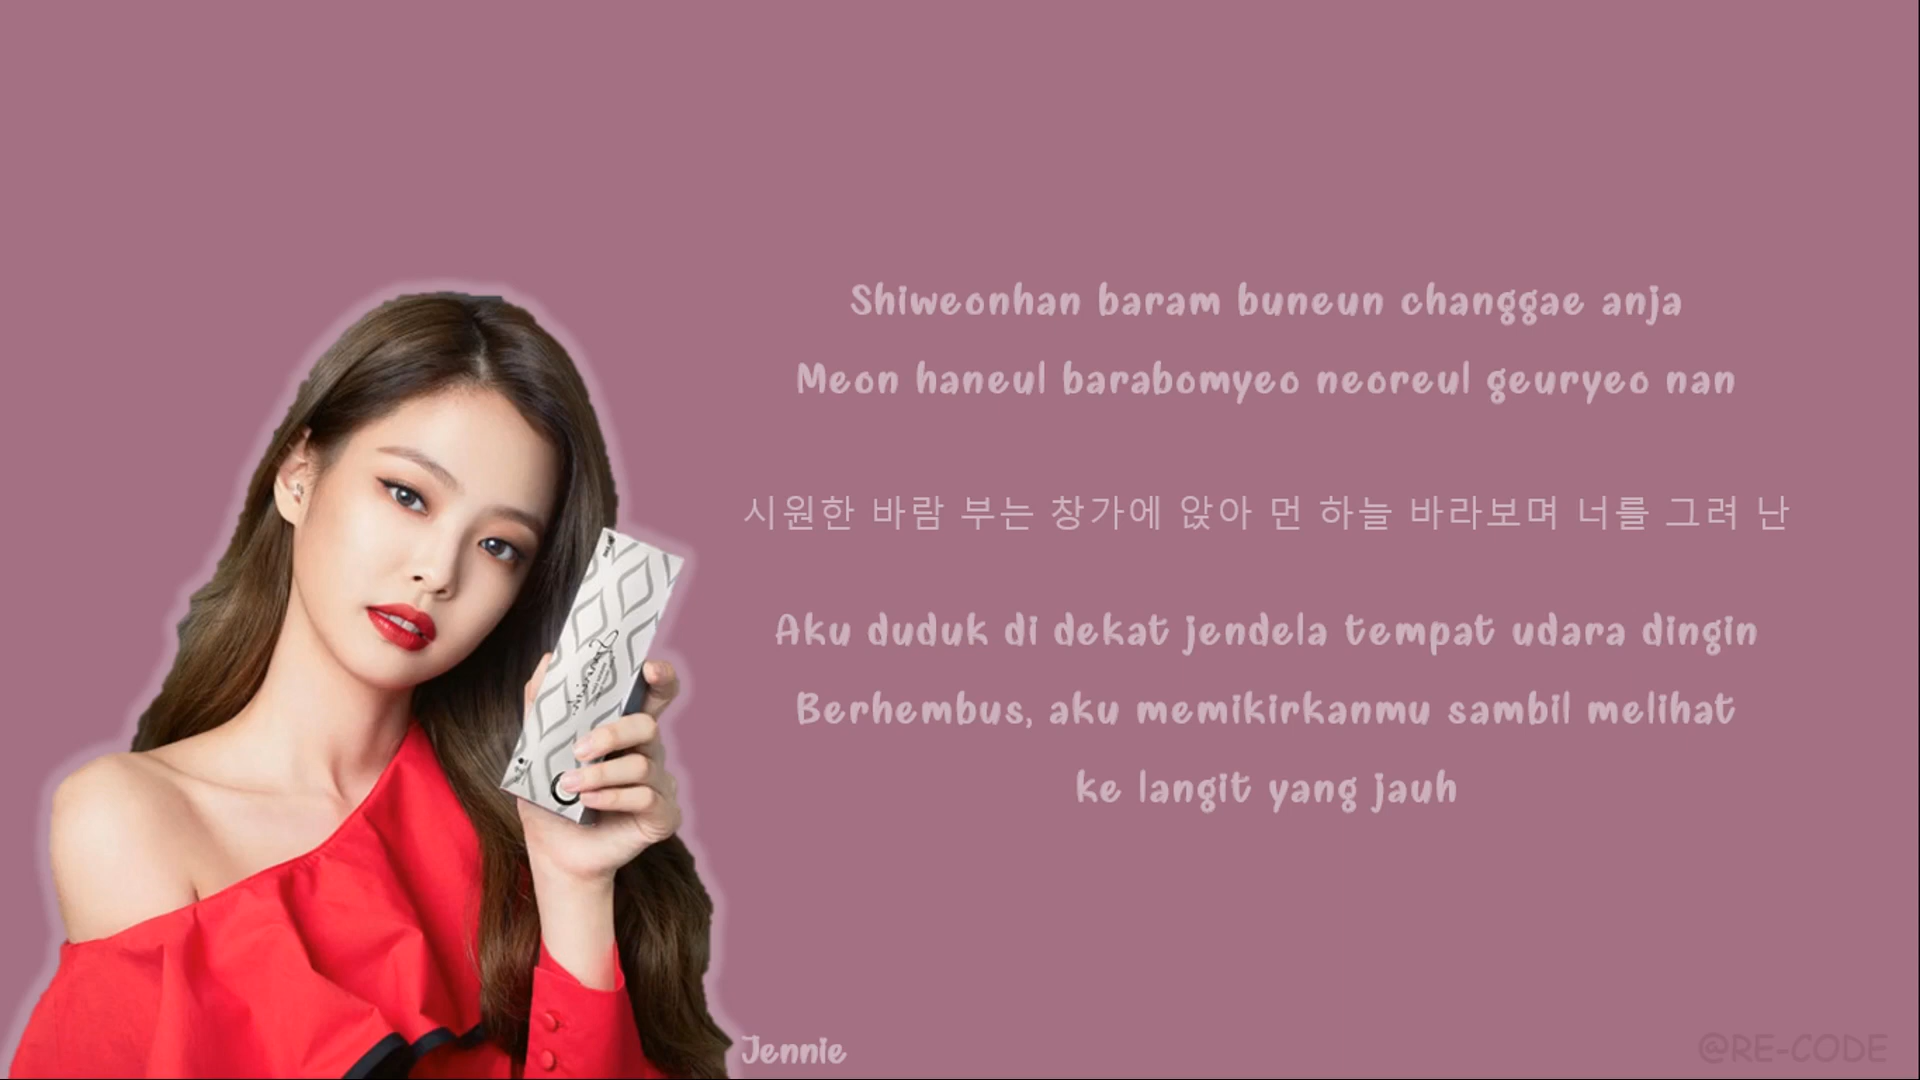 Shiweonhan baram buneun changgae anja
Meon haneul barabomyeo neoreul geuryeo nan
시원한 바람 부는 창가에 앉아 먼 하늘 바라보며 너를 그려 난
Aku duduk di dekat jendela tempat udara dingin
Berhembus, aku memikirkanmu sambil melihat
ke langit yang jauh
Jennie
@RE-CODE